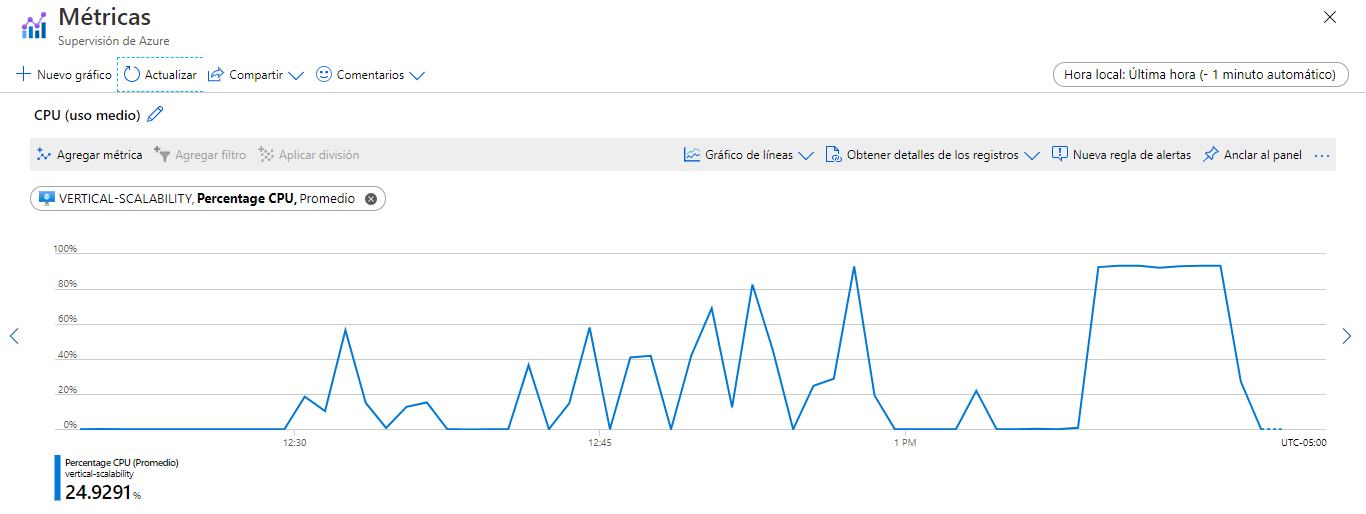 Métricas
Supervisión de Azure
Nuevo gráfico Actualizar Compartir Comentarios Hora local: Última hora (- 1 minuto automático)
CPU (uso medio)
Agregar métrica Agregar filtro Aplicar división Gráfico de líneas Obtener detalles de los registros Nueva regla de alertas Anclar al panel ...
VERTICAL-SCALABILITY, Percentage CPU, Promedio
100%
80%
60%
40%
20%
0%
12:30 12:45 1 PM UTC-05:00
Percentage CPU (Promedio)
vertical-scalability
24.9291 %